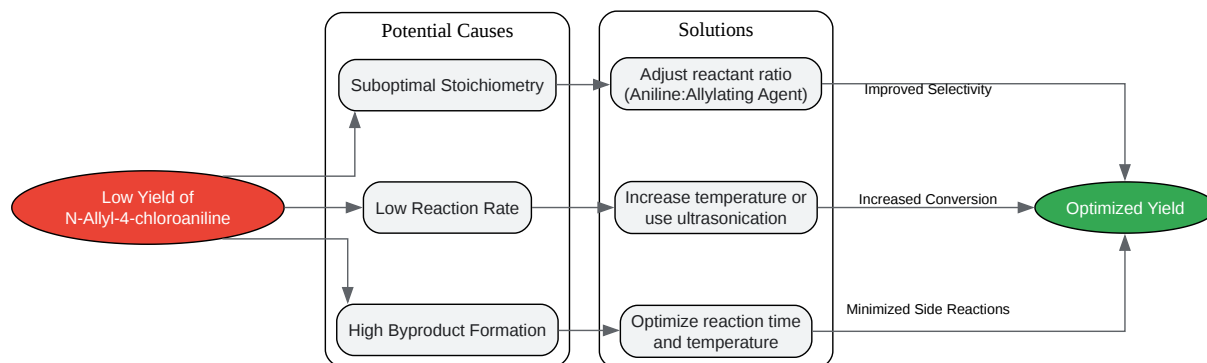 Potential Causes
Solutions
Suboptimal Stoichiometry
Adjust reactant ratio
(Aniline:Allylating Agent)
Improved Selectivity
Low Yield of
N-Allyl-4-chloroaniline
Low Reaction Rate
Increase temperature or
use ultrasonication
Increased Conversion
Optimized Yield
High Byproduct Formation
Optimize reaction time
and temperature
Minimized Side Reactions